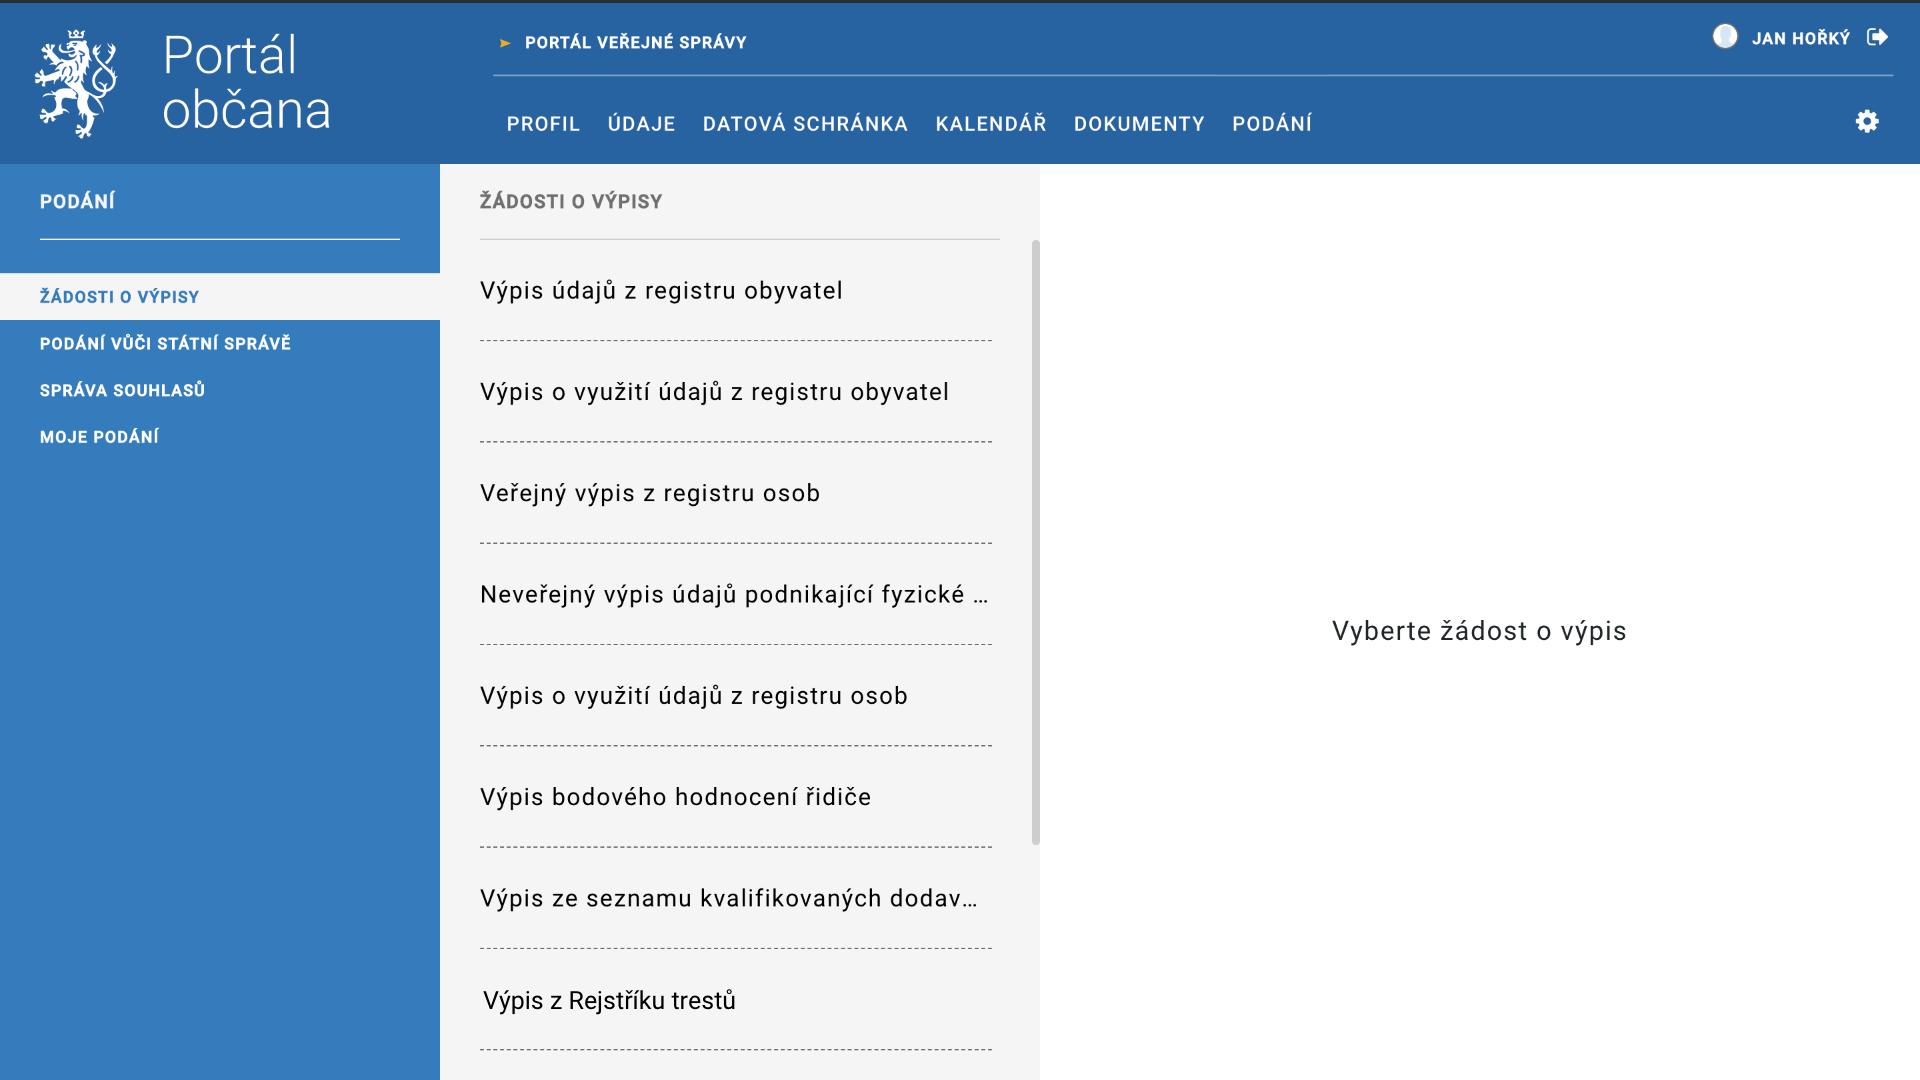 Portál
občana
PORTÁL VEŘEJNÉ SPRÁVY
JAN HOŘKÝ
PROFIL ÚDAJE DATOVÁ SCHRÁNKA KALENDÁŘ DOKUMENTY PODÁNÍ
PODÁNÍ
ŽÁDOSTI O VÝPISY
PODÁNÍ VŮČI STÁTNÍ SPRÁVĚ
SPRÁVA SOUHLASŮ
MOJE PODÁNÍ
ŽÁDOSTI O VÝPISY
Výpis údajů z registru obyvatel
Výpis o využití údajů z registru obyvatel
Veřejný výpis z registru osob
Neveřejný výpis údajů podnikající fyzické ...
Výpis o využití údajů z registru osob
Výpis bodového hodnocení řidiče
Výpis ze seznamu kvalifikovaných dodav...
Výpis z Rejstříku trestů
Vyberte žádost o výpis